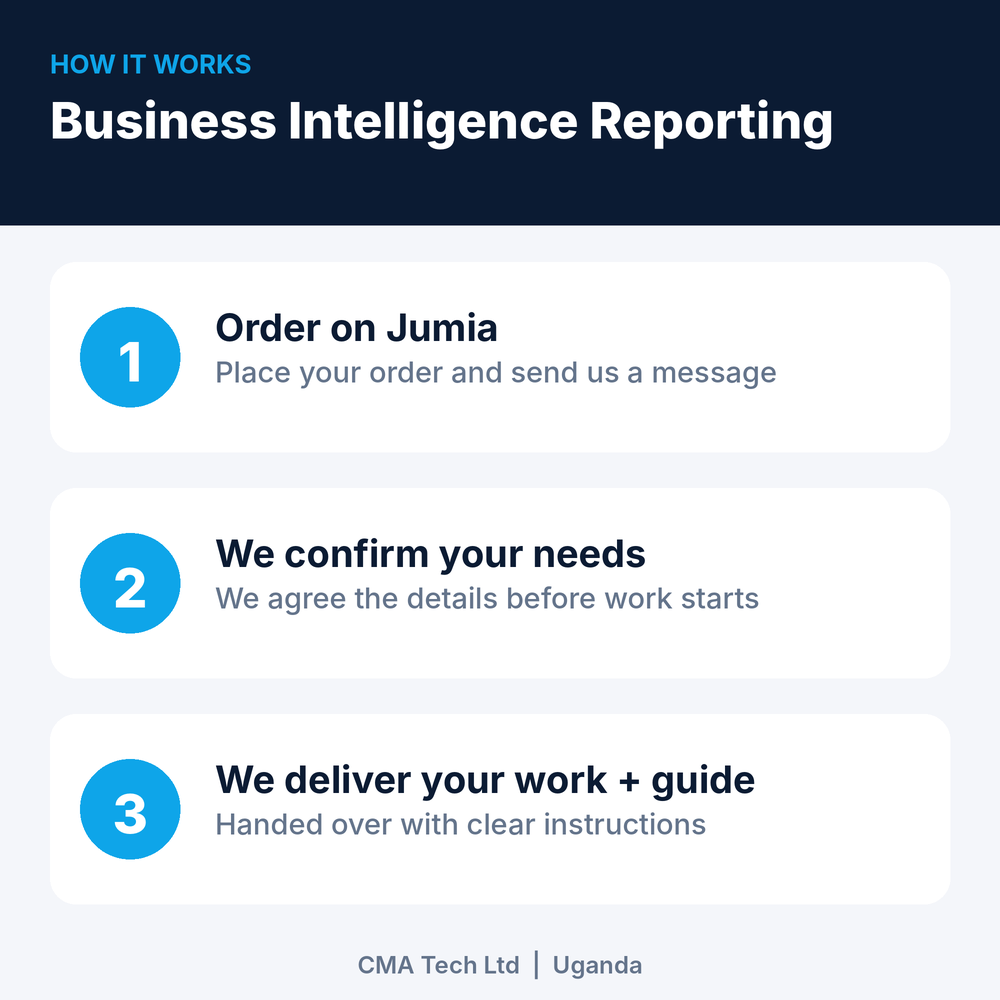 HOW IT WORKS
Business Intelligence Reporting
1
Order on Jumia
Place your order and send us a message
2
We confirm your needs
We agree the details before work starts
3
We deliver your work + guide
Handed over with clear instructions
CMA Tech Ltd | Uganda